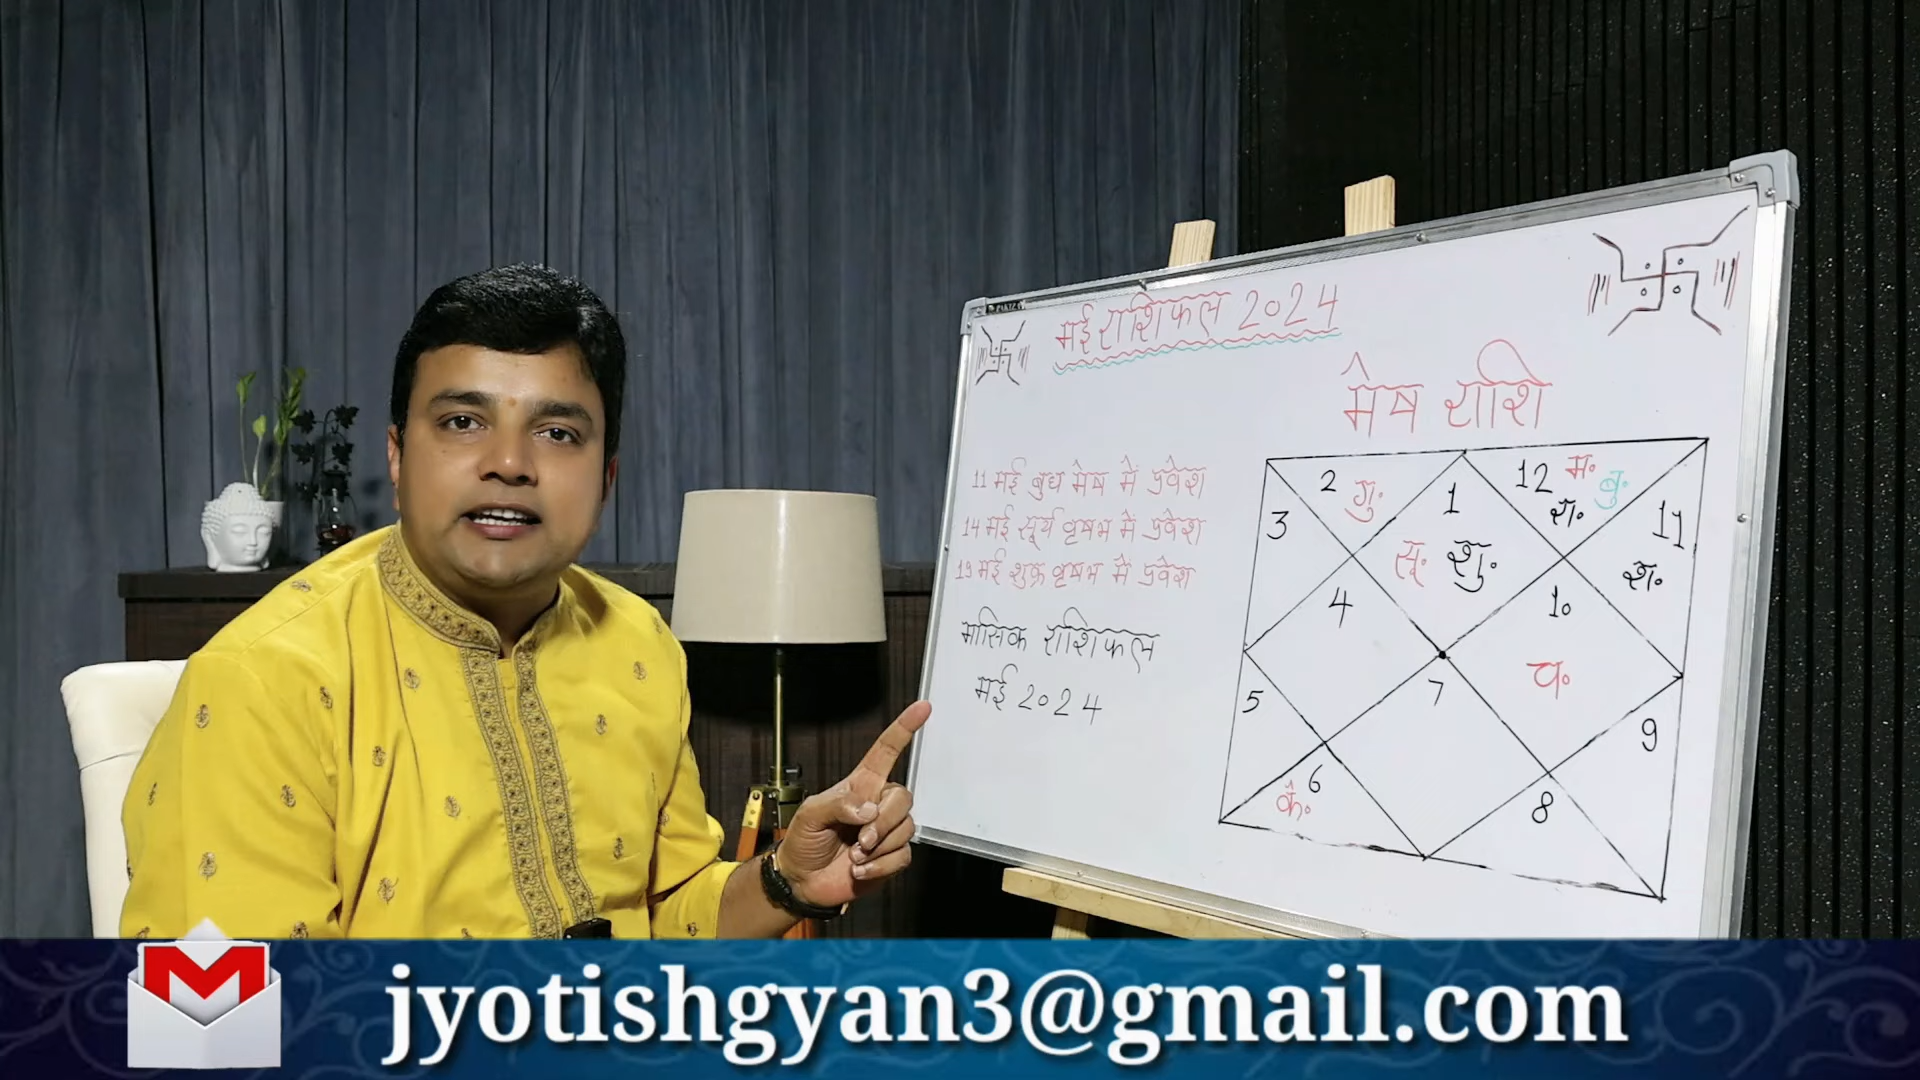 मई राशिफल 2024
मेष राशि
11 मई बुध मेष में प्रवेश
14 मई सूर्य वृषभ में प्रवेश
19 मई शुक्र वृषभ में प्रवेश
मासिक राशिफल
मई 2024
2 गु॰
1
सू॰ शु॰
12 म॰ बु॰
रा॰
11
श॰
3
4
10
च॰
5
7
9
6
के॰
8
jyotishgyan3@gmail.com